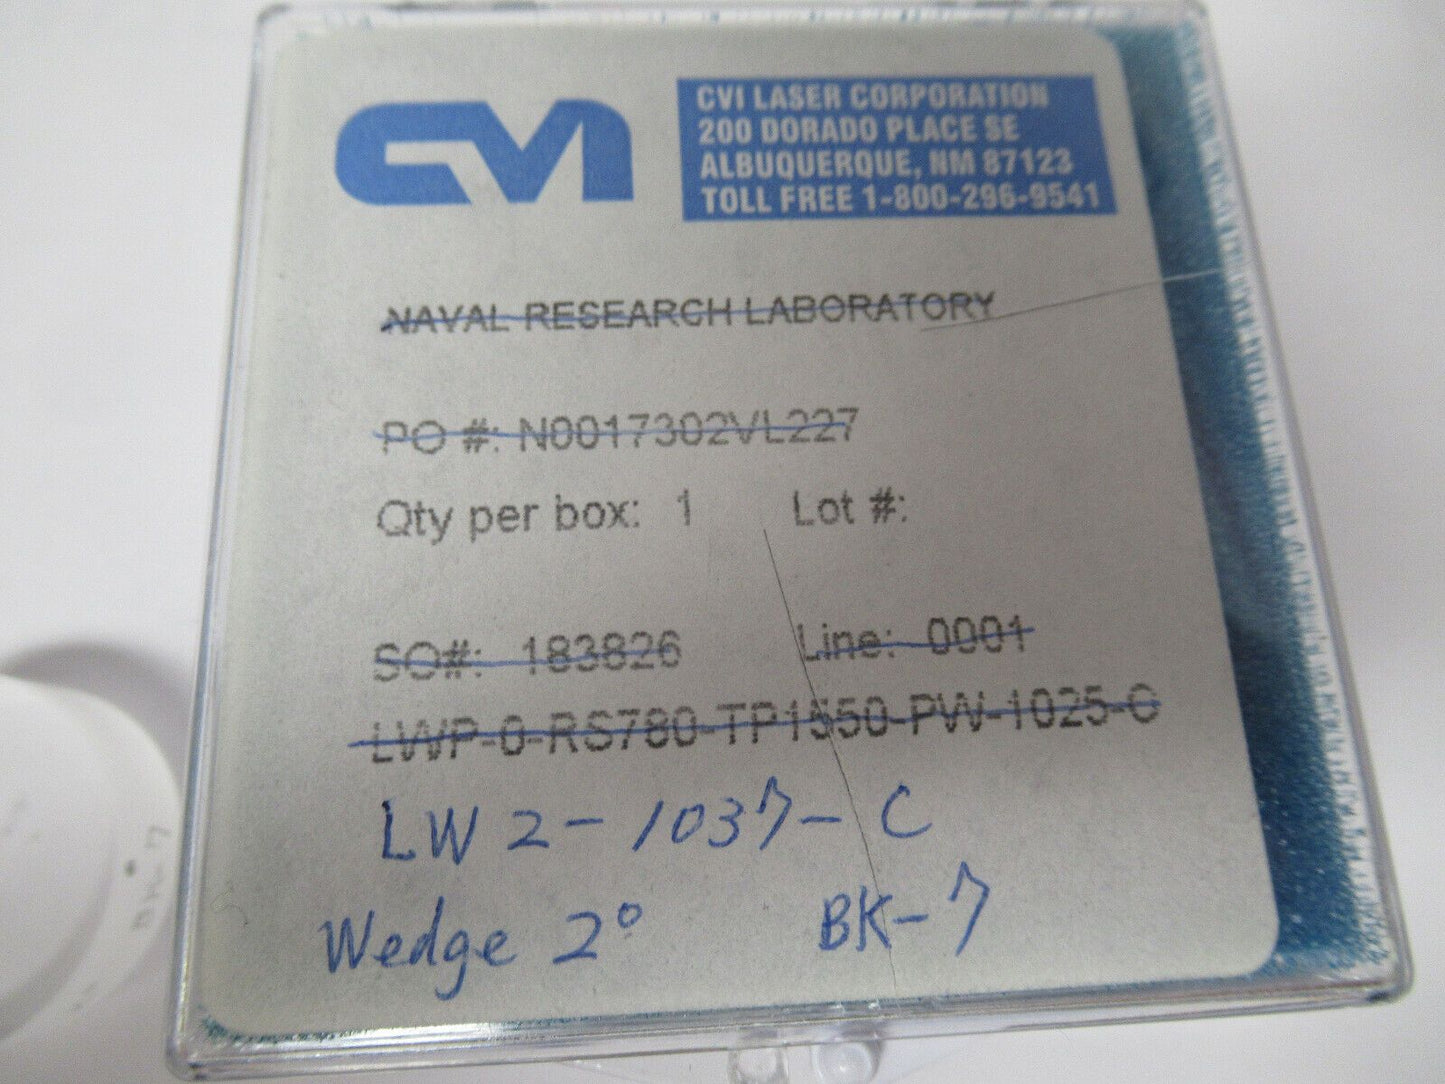 CVI
CVI LASER CORPORATION
200 DORADO PLACE SE
ALBUQUERQUE, NM 87123
TOLL FREE 1-800-296-9541
NAVAL RESEARCH LABORATORY
PO #: N0017302VL227
Qty per box: 1 Lot #:
SO#: 183826 Line: 0001
LWP-0-RS780-TP1550-PW-1025-C
LW2-1037-C
Wedge 2° BK-7
BK-7